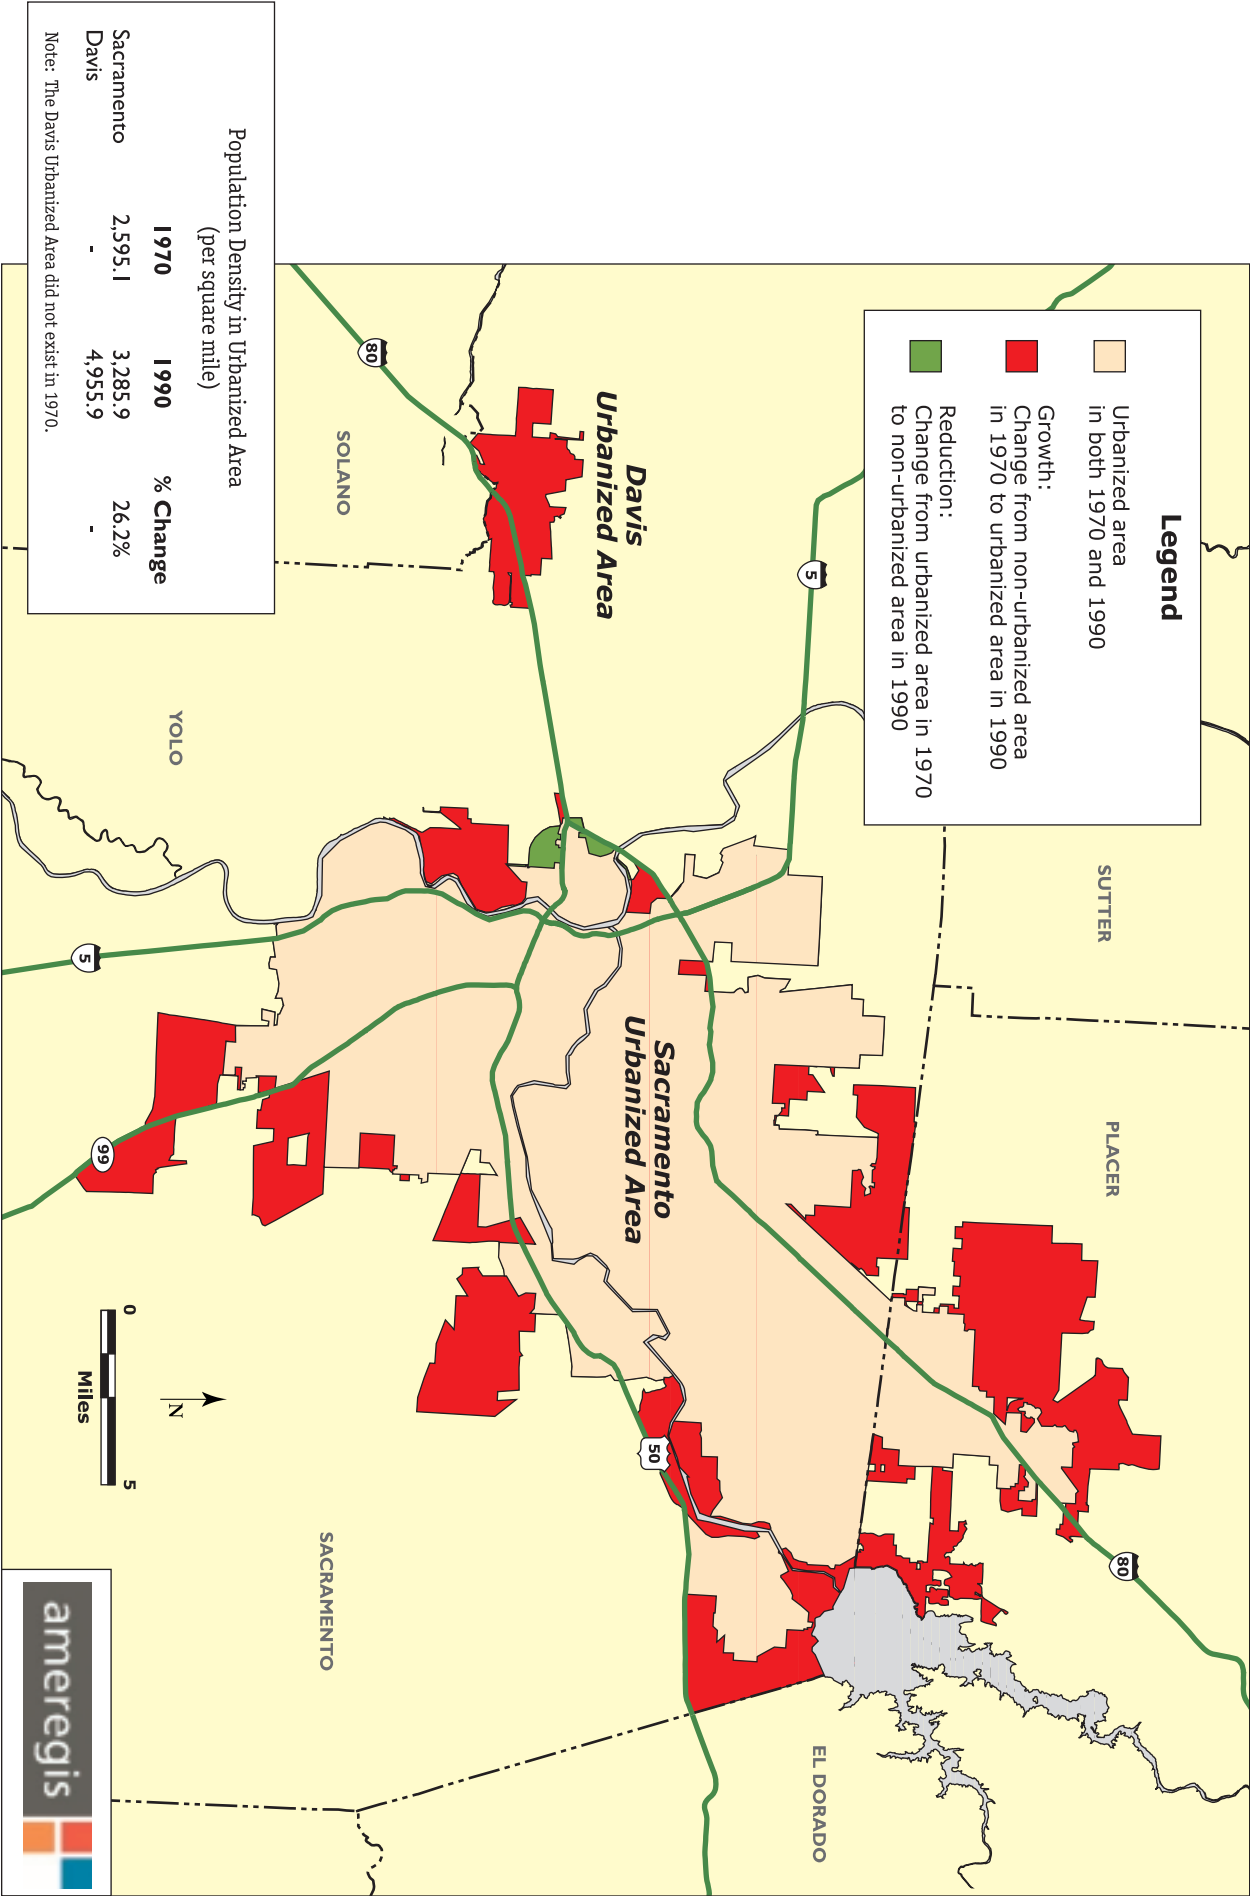 Legend
Urbanized area
in both 1970 and 1990
Growth:
Change from non-urbanized area
in 1970 to urbanized area in 1990
Reduction:
Change from urbanized area in 1970
to non-urbanized area in 1990
SUTTER
PLACER
5
80
Davis
Urbanized Area
Sacramento
Urbanized Area
EL DORADO
50
80
SOLANO
YOLO
SACRAMENTO
5
99
0
5
Miles
N
Population Density in Urbanized Area
(per square mile)
1970 1990 % Change
Sacramento 2,595.1 3,285.9 26.2%
Davis - 4,955.9 -
Note: The Davis Urbanized Area did not exist in 1970.
ameregis